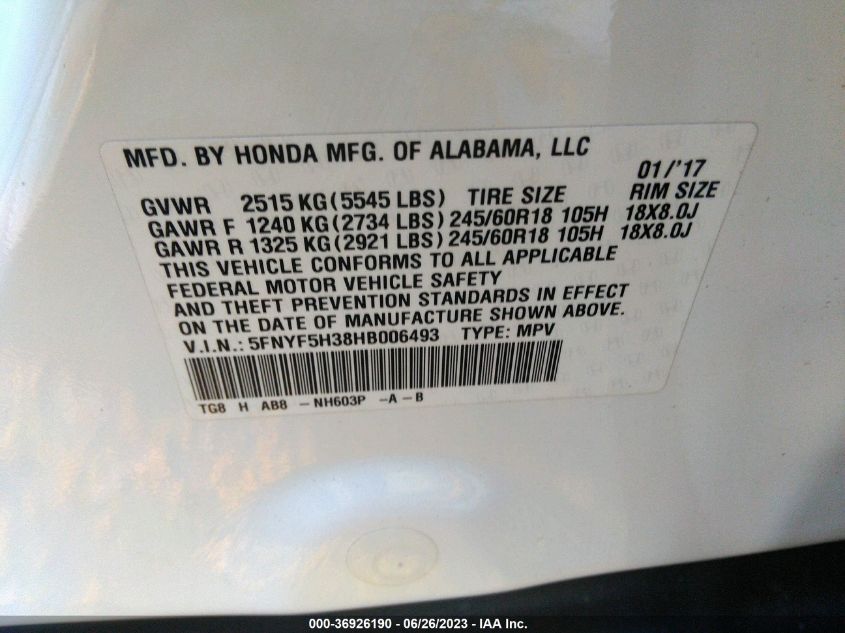 MFD. BY HONDA MFG. OF ALABAMA, LLC 01/'17
GVWR 2515 KG (5545 LBS) TIRE SIZE RIM SIZE
GAWR F 1240 KG (2734 LBS) 245/60R18 105H 18X8.0J
GAWR R 1325 KG (2921 LBS) 245/60R18 105H 18X8.0J
THIS VEHICLE CONFORMS TO ALL APPLICABLE
FEDERAL MOTOR VEHICLE SAFETY
AND THEFT PREVENTION STANDARDS IN EFFECT
ON THE DATE OF MANUFACTURE SHOWN ABOVE.
V.I.N.: 5FNYF5H38HB006493 TYPE: MPV
TG8 H AB8 -NH603P -A-B
000-36926190 - 06/26/2023 - IAA Inc.